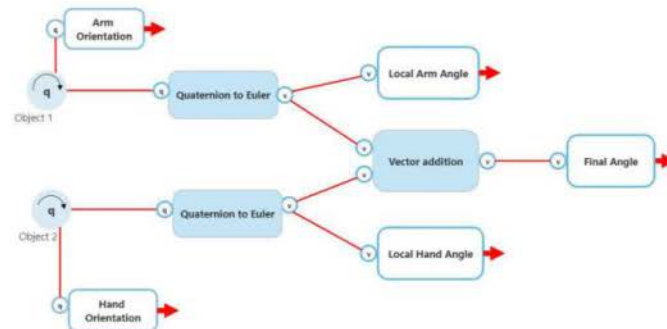 Arm
Orientation
q
q
Object 1
q
Quaternion to Euler
v
v
Local Arm Angle
v
Vector addition
v
v
v
Final Angle
q
Object 2
q
Quaternion to Euler
v
v
Local Hand Angle
q
Hand
Orientation